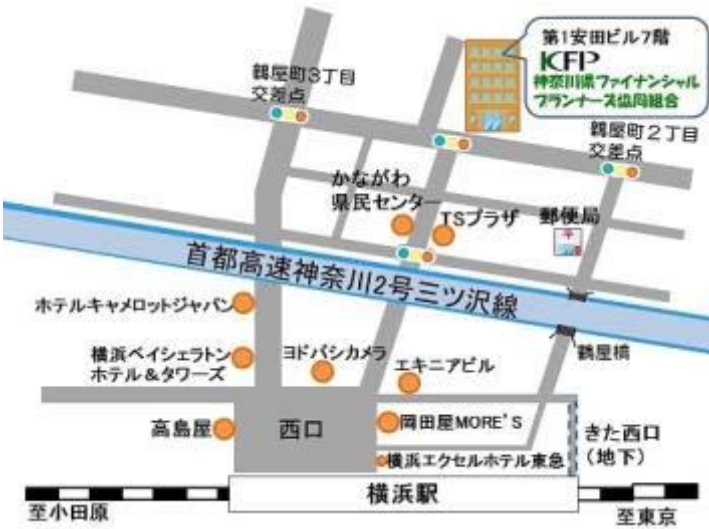 第1安田ビル7階
KFP
神奈川県ファイナンシャル
プランナーズ協同組合
鶴屋町3丁目
交差点
鶴屋町2丁目
交差点
かながわ
県民センター
TSプラザ
郵便局
首都高速神奈川2号三ツ沢線
ホテルキャメロットジャパン
横浜ベイシェラトン
ホテル&タワーズ
ヨドバシカメラ
エキニアビル
鶴屋橋
高島屋
西口
岡田屋MORE'S
横浜エクセルホテル東急
きた西口
(地下)
横浜駅
至小田原
至東京